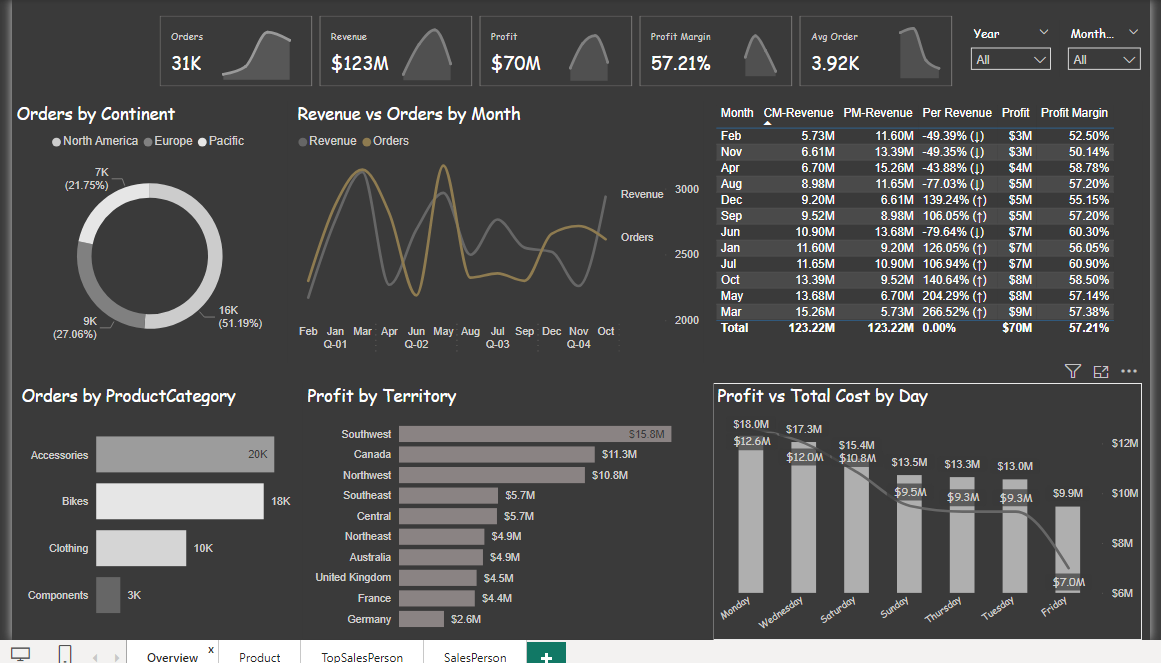 Orders
31K
Revenue
$123M
Profit
$70M
Profit Margin
57.21%
Avg Order
3.92K
Year
All
Month...
All
Orders by Continent
North America Europe Pacific
7K
(21.75%)
9K
(27.06%)
16K
(51.19%)
Revenue vs Orders by Month
Revenue Orders
Revenue
Orders
3000
2500
2000
Feb Jan Mar Apr Jun May Aug Jul Sep Dec Nov Oct
Q-01 Q-02 Q-03 Q-04
Month CM-Revenue PM-Revenue Per Revenue Profit Profit Margin
Feb 5.73M 11.60M -49.39% (↓) $3M 52.50%
Nov 6.61M 13.39M -49.35% (↓) $3M 50.14%
Apr 6.70M 15.26M -43.88% (↓) $4M 58.78%
Aug 8.98M 11.65M -77.03% (↓) $5M 57.20%
Dec 9.20M 6.61M 139.24% (↑) $5M 55.15%
Sep 9.52M 8.98M 106.05% (↑) $5M 57.20%
Jun 10.90M 13.68M -79.64% (↓) $7M 60.30%
Jan 11.60M 9.20M 126.05% (↑) $7M 56.05%
Jul 11.65M 10.90M 106.94% (↑) $7M 60.90%
Oct 13.39M 9.52M 140.64% (↑) $8M 58.50%
May 13.68M 6.70M 204.29% (↑) $8M 57.14%
Mar 15.26M 5.73M 266.52% (↑) $9M 57.38%
Total 123.22M 123.22M 0.00% $70M 57.21%
Orders by ProductCategory
Accessories 20K
Bikes 18K
Clothing 10K
Components 3K
Profit by Territory
Southwest $15.8M
Canada $11.3M
Northwest $10.8M
Southeast $5.7M
Central $5.7M
Northeast $4.9M
Australia $4.9M
United Kingdom $4.5M
France $4.4M
Germany $2.6M
Profit vs Total Cost by Day
$18.0M $17.3M $15.4M $13.5M $13.3M $13.0M $9.9M
$12.6M $12.0M $10.8M $9.5M $9.3M $9.3M $7.0M
$12M
$10M
$8M
$6M
Monday Wednesday Saturday Sunday Thursday Tuesday Friday
Overview x Product TopSalesPerson SalesPerson +